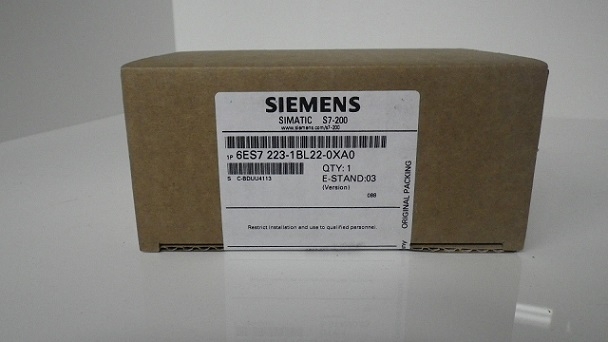 SIEMENS
SIMATIC S7-200
www.siemens.com/s7-200
1P 6ES7 223-1BL22-0XA0
QTY: 1
S C-BDUU4113
E-STAND:03
(Version)
Restrict installation and use to qualified personnel.
ORIGINAL PACKING